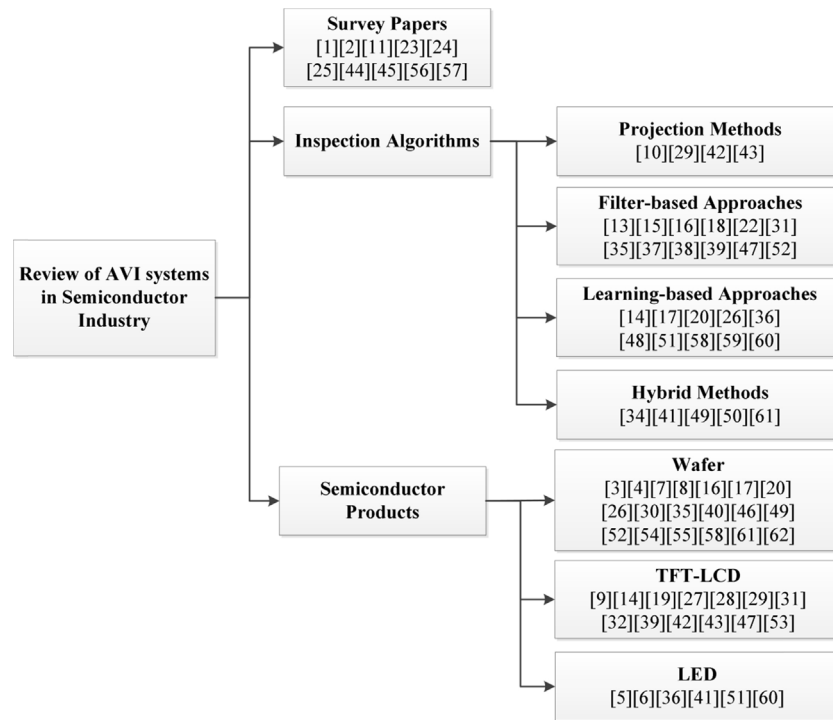 Survey Papers
[1][2][11][23][24]
[25][44][45][56][57]
Inspection Algorithms
Projection Methods
[10][29][42][43]
Filter-based Approaches
[13][15][16][18][22][31]
[35][37][38][39][47][52]
Review of AVI systems
in Semiconductor
Industry
Learning-based Approaches
[14][17][20][26][36]
[48][51][58][59][60]
Hybrid Methods
[34][41][49][50][61]
Semiconductor
Products
Wafer
[3][4][7][8][16][17][20]
[26][30][35][40][46][49]
[52][54][55][58][61][62]
TFT-LCD
[9][14][19][27][28][29][31]
[32][39][42][43][47][53]
LED
[5][6][36][41][51][60]